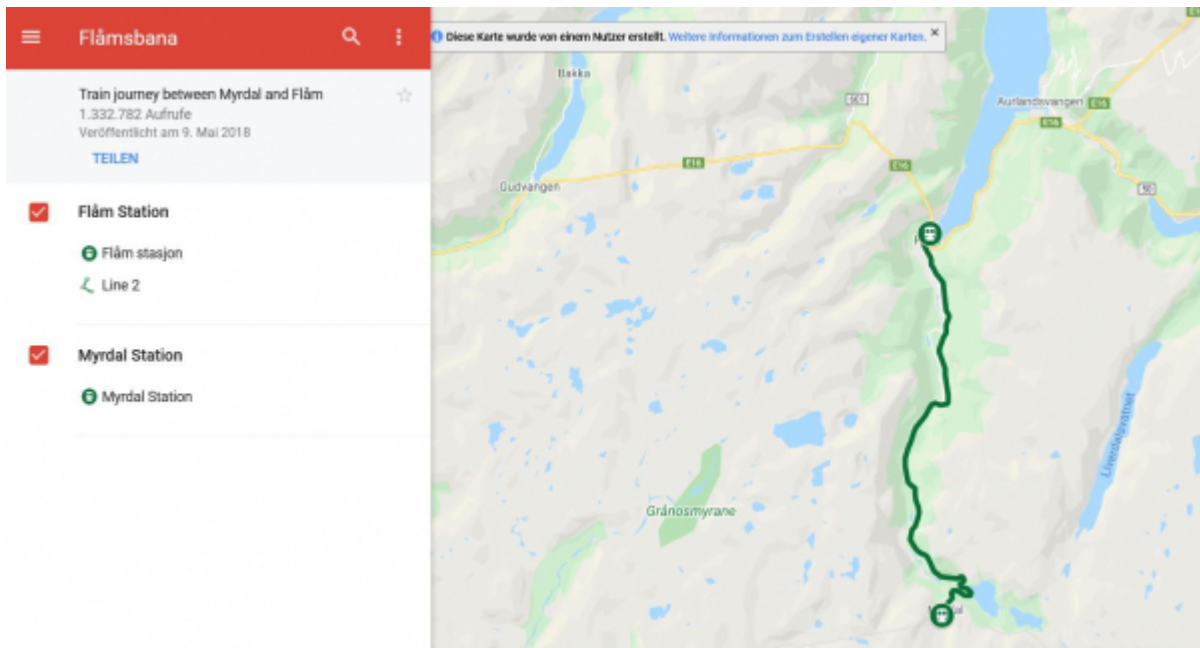 Flåmsbana
Train journey between Myrdal and Flåm
1.332.782 Aufrufe
Veröffentlicht am 9. Mai 2018
TEILEN
Flåm Station
Flåm stasjon
Line 2
Myrdal Station
Myrdal Station
Diese Karte wurde von einem Nutzer erstellt. Weitere Informationen zum Erstellen eigener Karten.
Bakka
601
Aurlandsvangen
E16
E16
E16
E16
50
Gudvangen
Liverdalsvatnet
Grånosmyrane